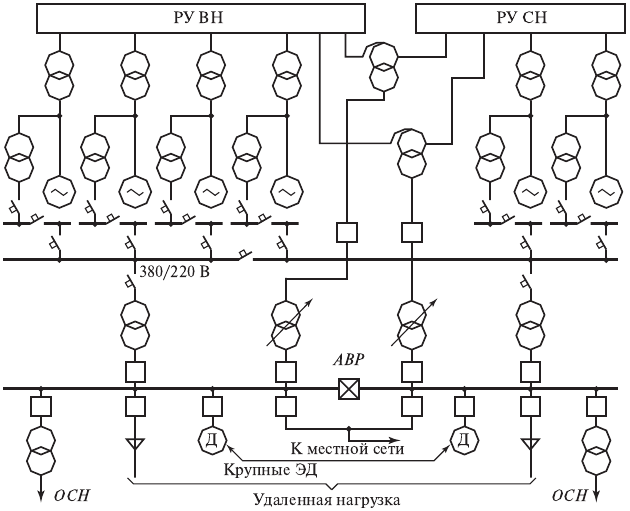 РУ ВН
РУ СН
380/220 В
АВР
Д
Д
К местной сети
Крупные ЭД
ОСН
ОСН
Удаленная нагрузка